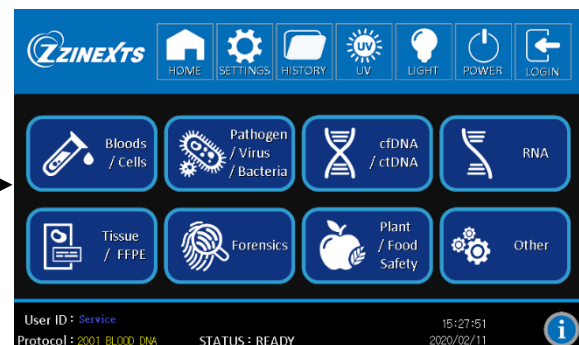 ZINEXTS
HOME SETTINGS HISTORY UV UV LIGHT POWER LOGIN
Bloods
/ Cells
Pathogen
/ Virus
/ Bacteria
cfDNA
/ ctDNA
RNA
Tissue
/ FFPE
Forensics
Plant
/ Food
Safety
Other
User ID : Service
15:27:51
Protocol : 2001 BLOOD DNA STATUS : READY 2020/02/11
i